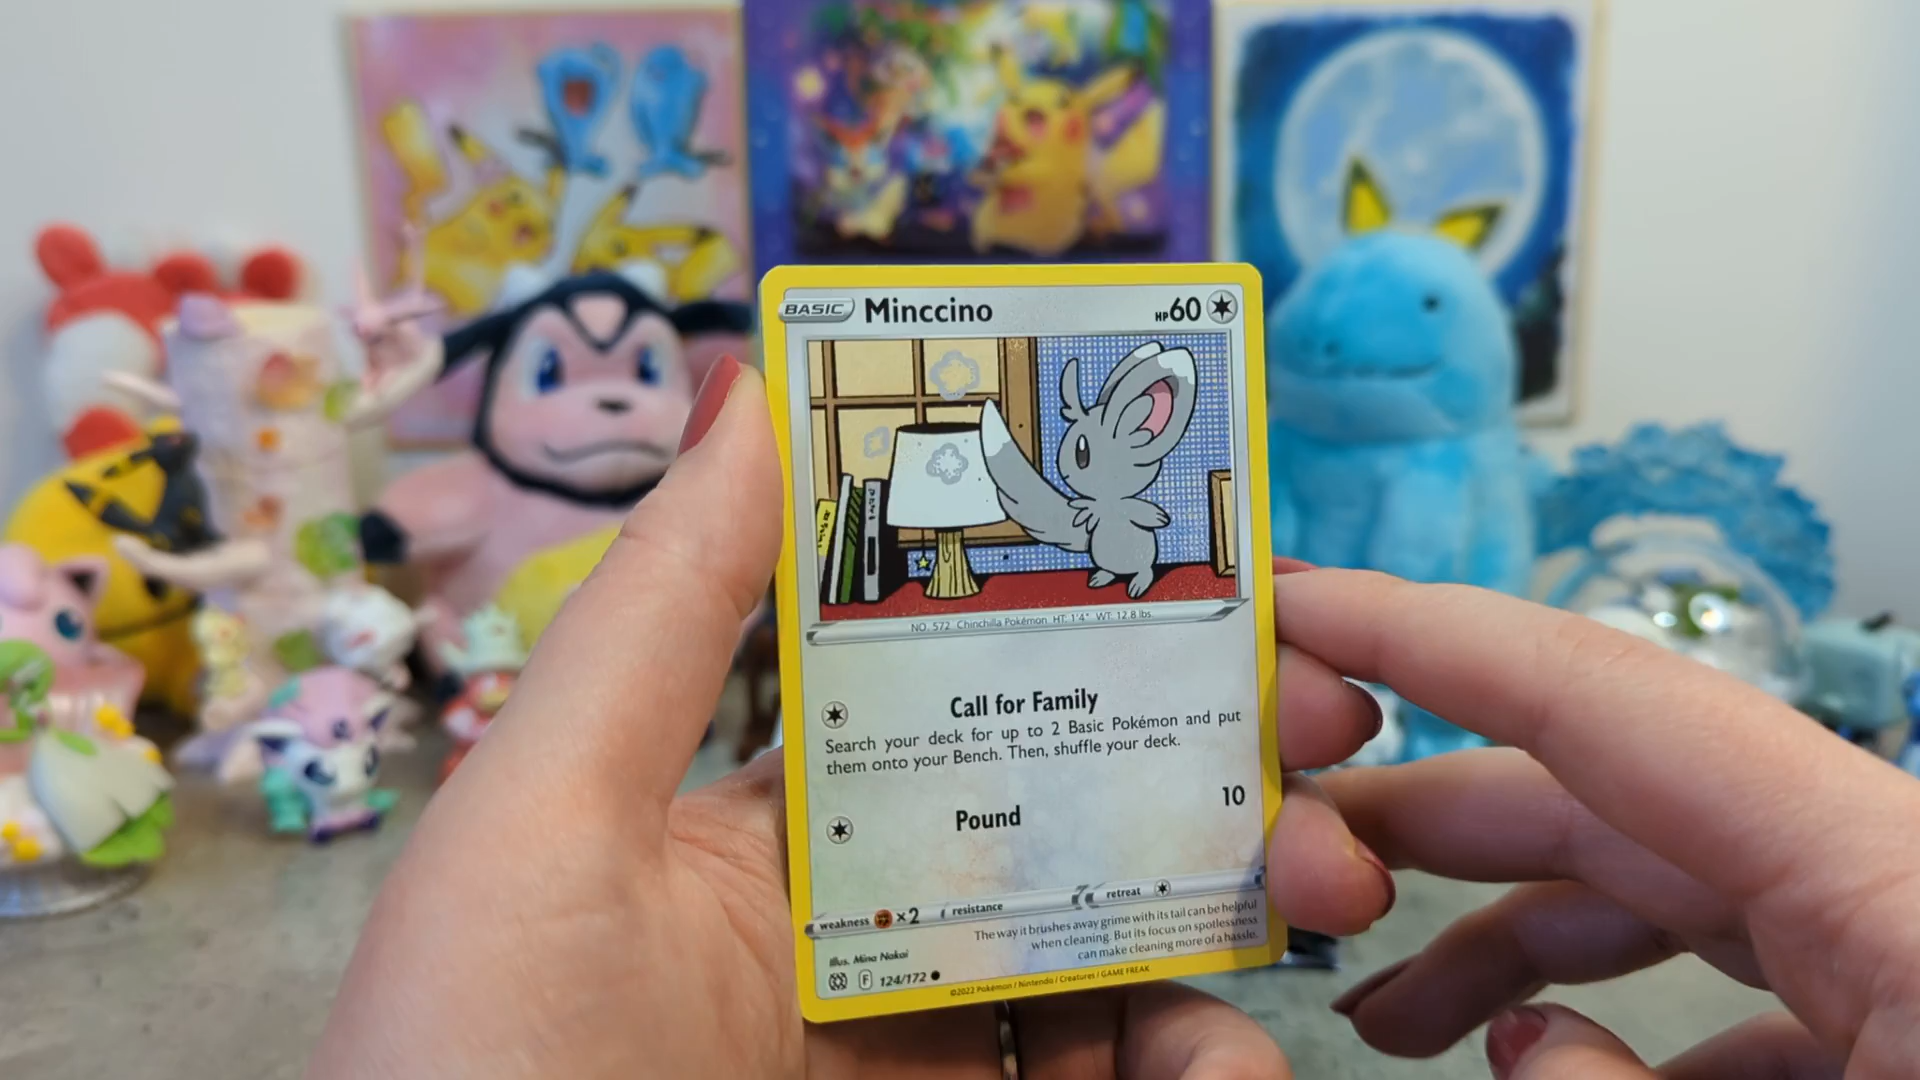 BASIC Minccino HP60
NO. 572 Chinchilla Pokémon HT: 1'4" WT: 12.8 lbs.
Call for Family
Search your deck for up to 2 Basic Pokémon and put
them onto your Bench. Then, shuffle your deck.
Pound 10
weakness ×2 resistance retreat
The way it brushes away grime with its tail can be helpful
when cleaning. But its focus on spotlessness
can make cleaning more of a hassle.
Illus. Mina Nakai
F 124/172
©2022 Pokémon / Nintendo / Creatures / GAME FREAK